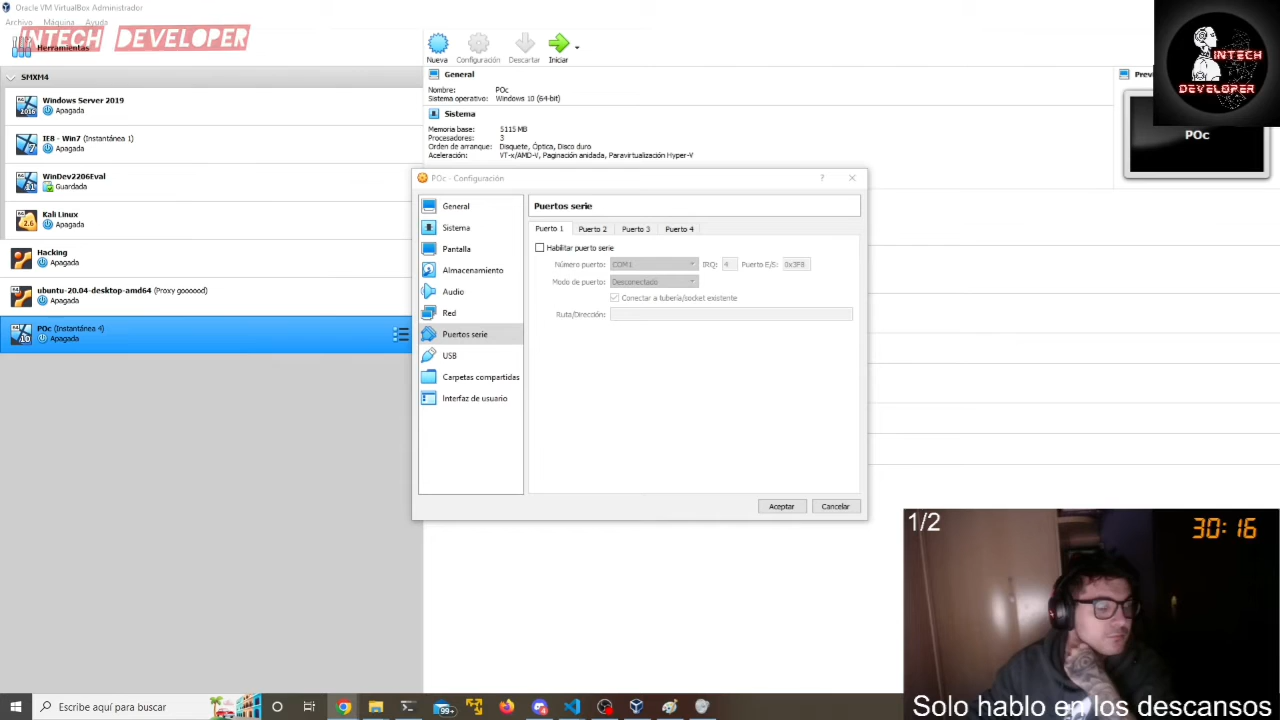 Oracle VM VirtualBox Administrador
Archivo Máquina Ayuda
INTECH DEVELOPER
Herramientas
Nueva Configuración Descartar Iniciar
SMXM4
Windows Server 2019
Apagada
IE8 - Win7 (Instantánea 1)
Apagada
WinDev2206Eval
Guardada
Kali Linux
Apagada
Hacking
Apagada
ubuntu-20.04-desktop-amd64 (Proxy goooood)
Apagada
POc (Instantánea 4)
Apagada
General
Nombre: POc
Sistema operativo: Windows 10 (64-bit)
Sistema
Memoria base: 5115 MB
Procesadores: 3
Orden de arranque: Disquete, Óptica, Disco duro
Aceleración: VT-x/AMD-V, Paginación anidada, Paravirtualización Hyper-V
INTECH
DEVELOPER
POc
POc - Configuración
General
Sistema
Pantalla
Almacenamiento
Audio
Red
Puertos serie
USB
Carpetas compartidas
Interfaz de usuario
Puertos serie
Puerto 1 Puerto 2 Puerto 3 Puerto 4
Habilitar puerto serie
Número puerto: COM1 IRQ: 4 Puerto E/S: 0x3F8
Modo de puerto: Desconectado
Conectar a tubería/socket existente
Ruta/Dirección:
Aceptar Cancelar
1/2
30:16
Solo hablo en los descansos
Escribe aquí para buscar
99+